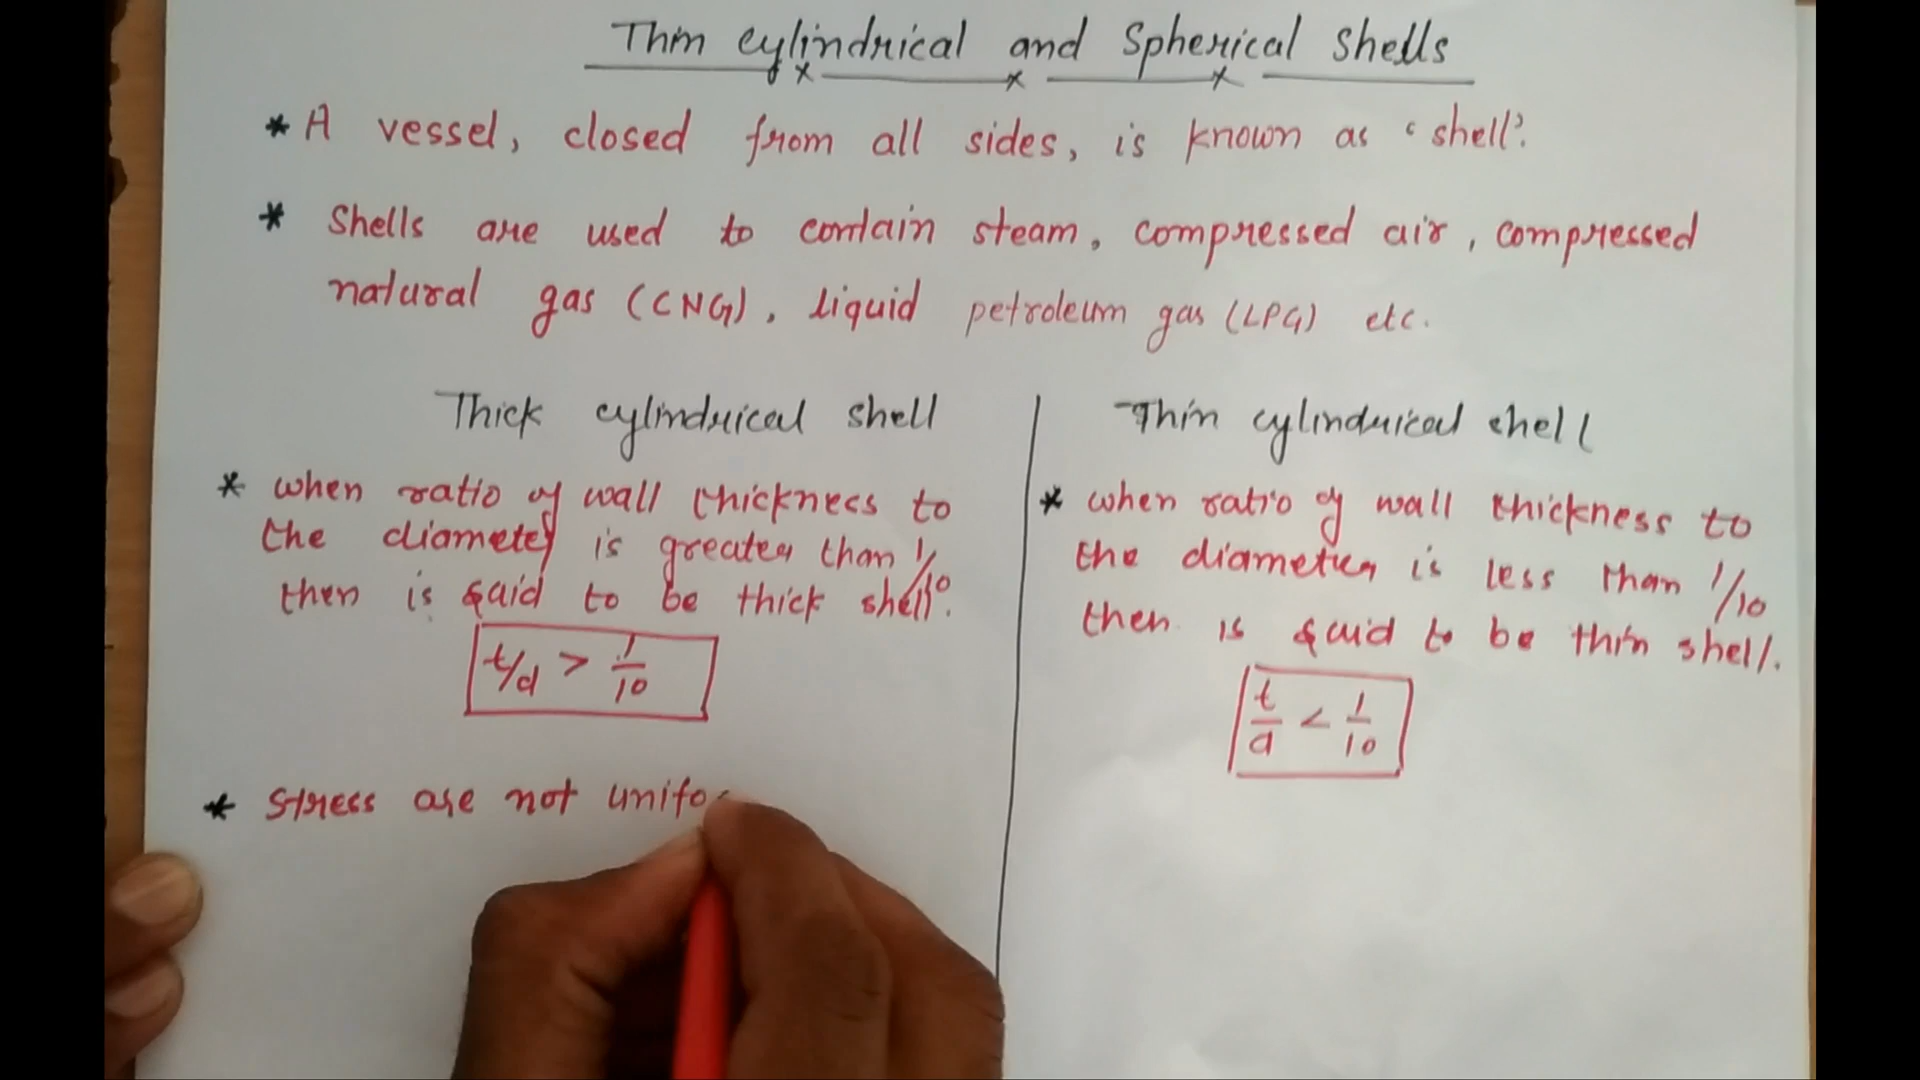 Thin cylindrical and Spherical Shells
* A vessel, closed from all sides, is known as 'shell'.
* Shells are used to contain steam, compressed air, compressed
natural gas (CNG), liquid petroleum gas (LPG) etc.
Thick cylindrical shell
* when ratio of wall thickness to
the diameter is greater than 1/10
then is said to be thick shell.
t/d > 1/10
* Stress are not unifo
Thin cylindrical shell
* when ratio of wall thickness to
the diameter is less than 1/10
then is said to be thin shell.
t/d < 1/10